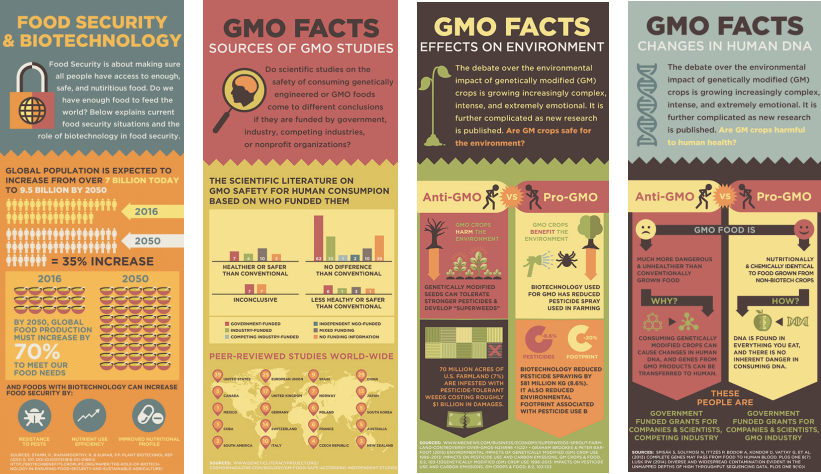 FOOD SECURITY
& BIOTECHNOLOGY
Food Security is about making sure
all people have access to enough,
safe, and nutritious food. Do we
have enough food to feed the
world? Below explains current
food security situations and the
role of biotechnology in food security.
GLOBAL POPULATION IS EXPECTED TO
INCREASE FROM OVER 7 BILLION TODAY
TO 9.5 BILLION BY 2050
2016
2050
= 35% INCREASE
2016
2050
BY 2050, GLOBAL
FOOD PRODUCTION
MUST INCREASE BY
70%
TO MEET OUR
FOOD NEEDS
AND FOODS WITH BIOTECHNOLOGY CAN INCREASE
FOOD SECURITY BY:
RESISTANCE
TO PESTS
NUTRIENT USE
EFFICIENCY
IMPROVED NUTRITIONAL
PROFILE
GMO FACTS
SOURCES OF GMO STUDIES
Do scientific studies on the
safety of consuming genetically
engineered or GMO foods
come to different conclusions
if they are funded by government,
industry, competing industries,
or nonprofit organizations?
THE SCIENTIFIC LITERATURE ON
GMO SAFETY FOR HUMAN CONSUMPION
BASED ON WHO FUNDED THEM
HEALTHIER OR SAFER
THAN CONVENTIONAL
NO DIFFERENCE
THAN CONVENTIONAL
INCONCLUSIVE
LESS HEALTHY OR SAFER
THAN CONVENTIONAL
GOVERNMENT-FUNDED
INDUSTRY-FUNDED
COMPETING INDUSTRY-FUNDED
INDEPENDENT NGO-FUNDED
MIXED FUNDING
NO FUNDING INFORMATION
PEER-REVIEWED STUDIES WORLD-WIDE
UNITED STATES
EUROPEAN UNION
SPAIN
CHINA
CANADA
UNITED KINGDOM
NORWAY
JAPAN
MEXICO
GERMANY
POLAND
SOUTH KOREA
CUBA
SWITZERLAND
FRANCE
AUSTRALIA
SOUTH AMERICA
ITALY
CZECH REPUBLIC
NEW ZEALAND
GMO FACTS
EFFECTS ON ENVIRONMENT
The debate over the environmental
impact of genetically modified (GM)
crops is growing increasingly complex,
intense, and extremely emotional. It is
further complicated as new research
is published. Are GM crops safe for
the environment?
Anti-GMO
VS
Pro-GMO
GMO CROPS
HARM THE
ENVIRONMENT
GMO CROPS
BENEFIT THE
ENVIRONMENT
GENETICALLY MODIFIED
SEEDS CAN TOLERATE
STRONGER PESTICIDES &
DEVELOP "SUPERWEEDS"
BIOTECHNOLOGY USED
FOR GMO HAS REDUCED
PESTICIDE SPRAY
USED IN FARMING
PESTICIDES
FOOTPRINT
70 MILLION ACRES OF
U.S. FARMLAND (7%)
ARE INFESTED WITH
PESTICIDE-TOLERANT
WEEDS COSTING ROUGHLY
$1 BILLION IN DAMAGES.
BIOTECHNOLOGY REDUCED
PESTICIDE SPRAYING BY
581 MILLION KG (8.6%).
IT ALSO REDUCED
ENVIRONMENTAL
FOOTPRINT ASSOCIATED
WITH PESTICIDE USE B
GMO FACTS
CHANGES IN HUMAN DNA
The debate over the environmental
impact of genetically modified (GM)
crops is growing increasingly complex,
intense, and extremely emotional. It is
further complicated as new research
is published. Are GM crops harmful
to human health?
Anti-GMO
VS
Pro-GMO
GMO FOOD IS
MUCH MORE DANGEROUS
& UNHEALTHIER THAN
CONVENTIONALLY
GROWN FOOD
NUTRITIONALLY
& CHEMICALLY IDENTICAL
TO FOOD GROWN FROM
NON-BIOTECH CROPS
WHY?
HOW?
CONSUMING GENETICALLY
MODIFIED CROPS CAN
CAUSE CHANGES IN HUMAN
DNA, AND GENES FROM
GMO PRODUCTS CAN BE
TRANSFERRED TO HUMAN.
DNA IS FOUND IN
EVERYTHING YOU EAT,
AND THERE IS NO
INHERENT DANGER IN
CONSUMING DNA.
THESE
PEOPLE ARE
GOVERNMENT
FUNDED GRANTS FOR
COMPANIES & SCIENTISTS,
COMPETING INDUSTRY
GOVERNMENT
FUNDED GRANTS FOR
COMPANIES & SCIENTISTS,
GMO INDUSTRY